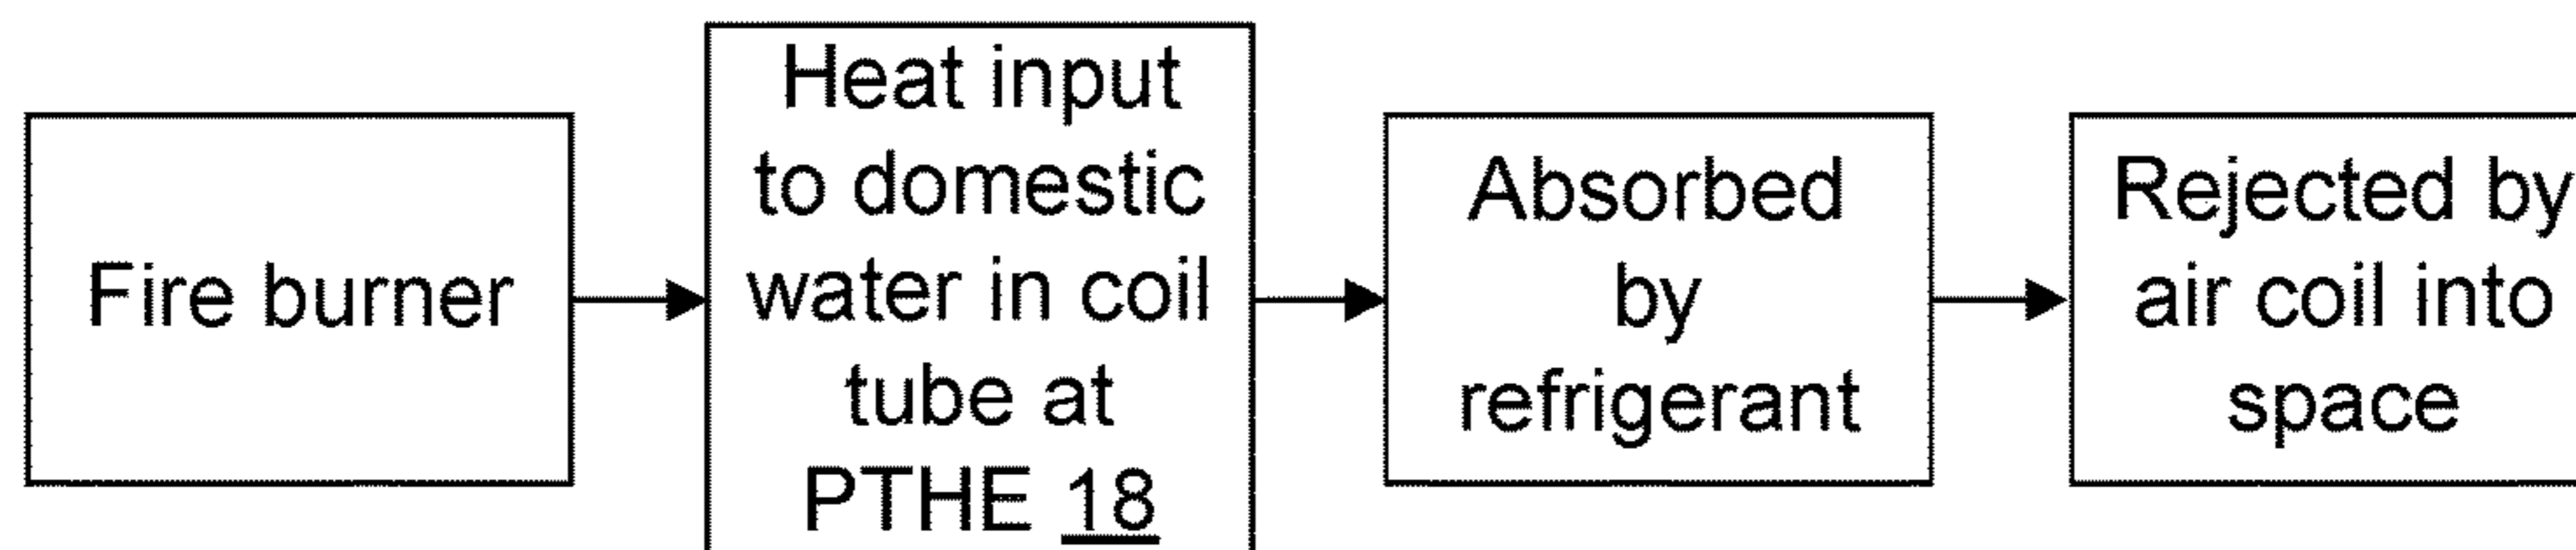 Fire burner
Heat input
to domestic
water in coil
tube at
PTHE 18
Absorbed
by
refrigerant
Rejected by
air coil into
space